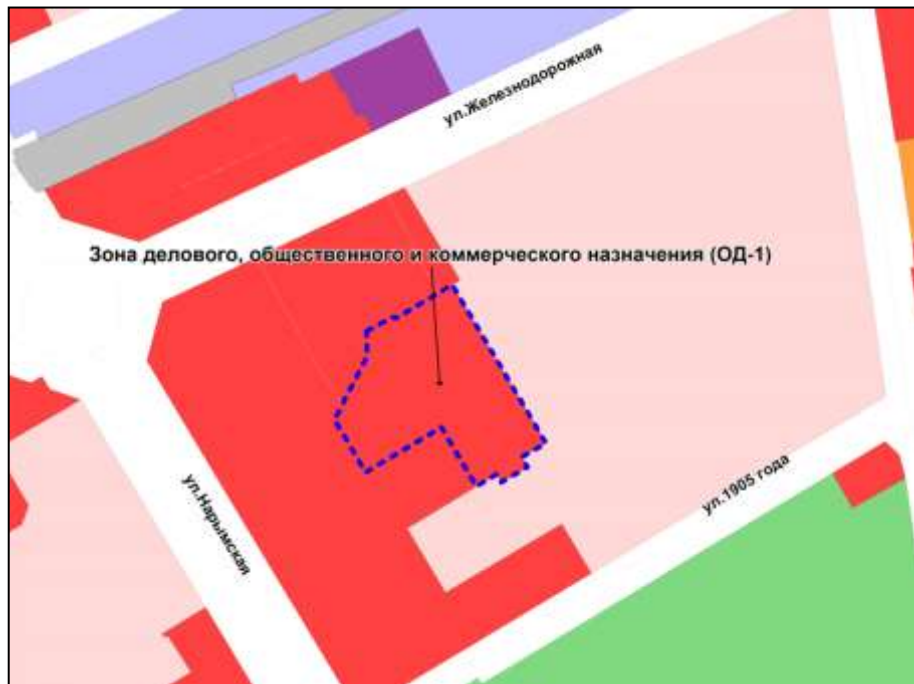 ул.Железнодорожная
Зона делового, общественного и коммерческого назначения (ОД-1)
ул.Нарымская
ул.1905 года